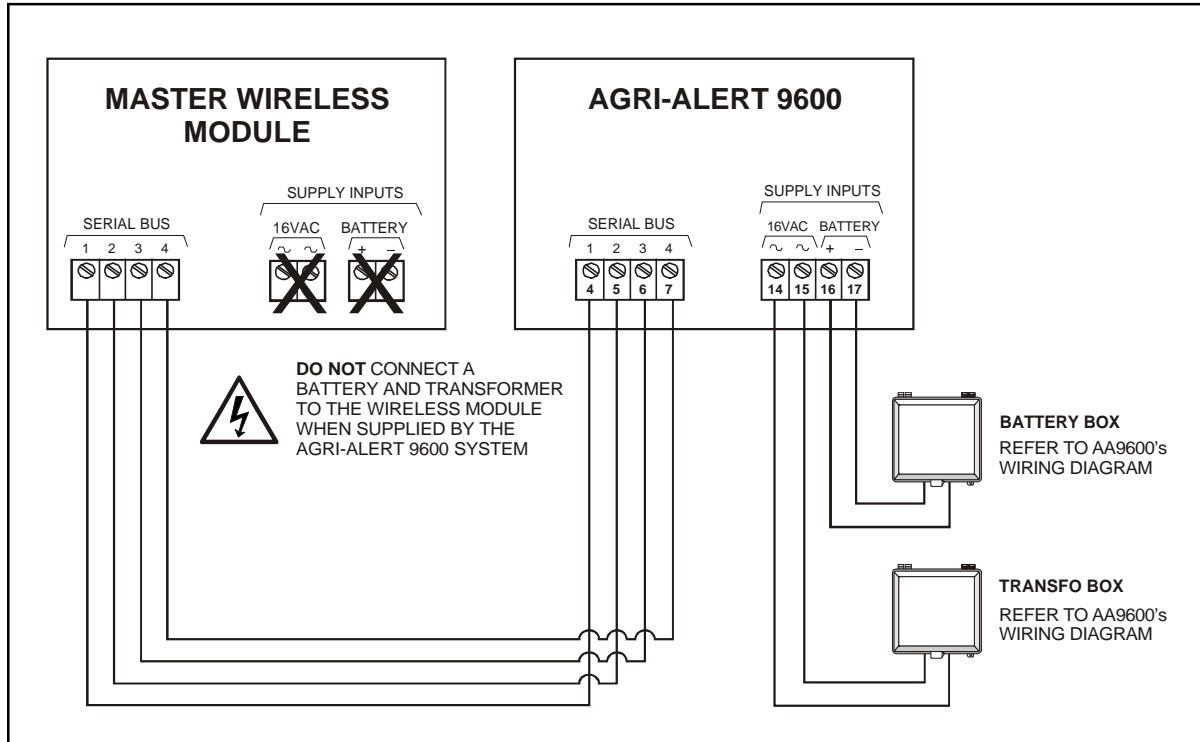 MASTER WIRELESS
MODULE
SUPPLY INPUTS
SERIAL BUS
16VAC BATTERY
1 2 3 4
~ ~ + –
DO NOT CONNECT A
BATTERY AND TRANSFORMER
TO THE WIRELESS MODULE
WHEN SUPPLIED BY THE
AGRI-ALERT 9600 SYSTEM
AGRI-ALERT 9600
SUPPLY INPUTS
SERIAL BUS
16VAC BATTERY
1 2 3 4
~ ~ + –
4 5 6 7
14 15 16 17
BATTERY BOX
REFER TO AA9600's
WIRING DIAGRAM
TRANSFO BOX
REFER TO AA9600's
WIRING DIAGRAM